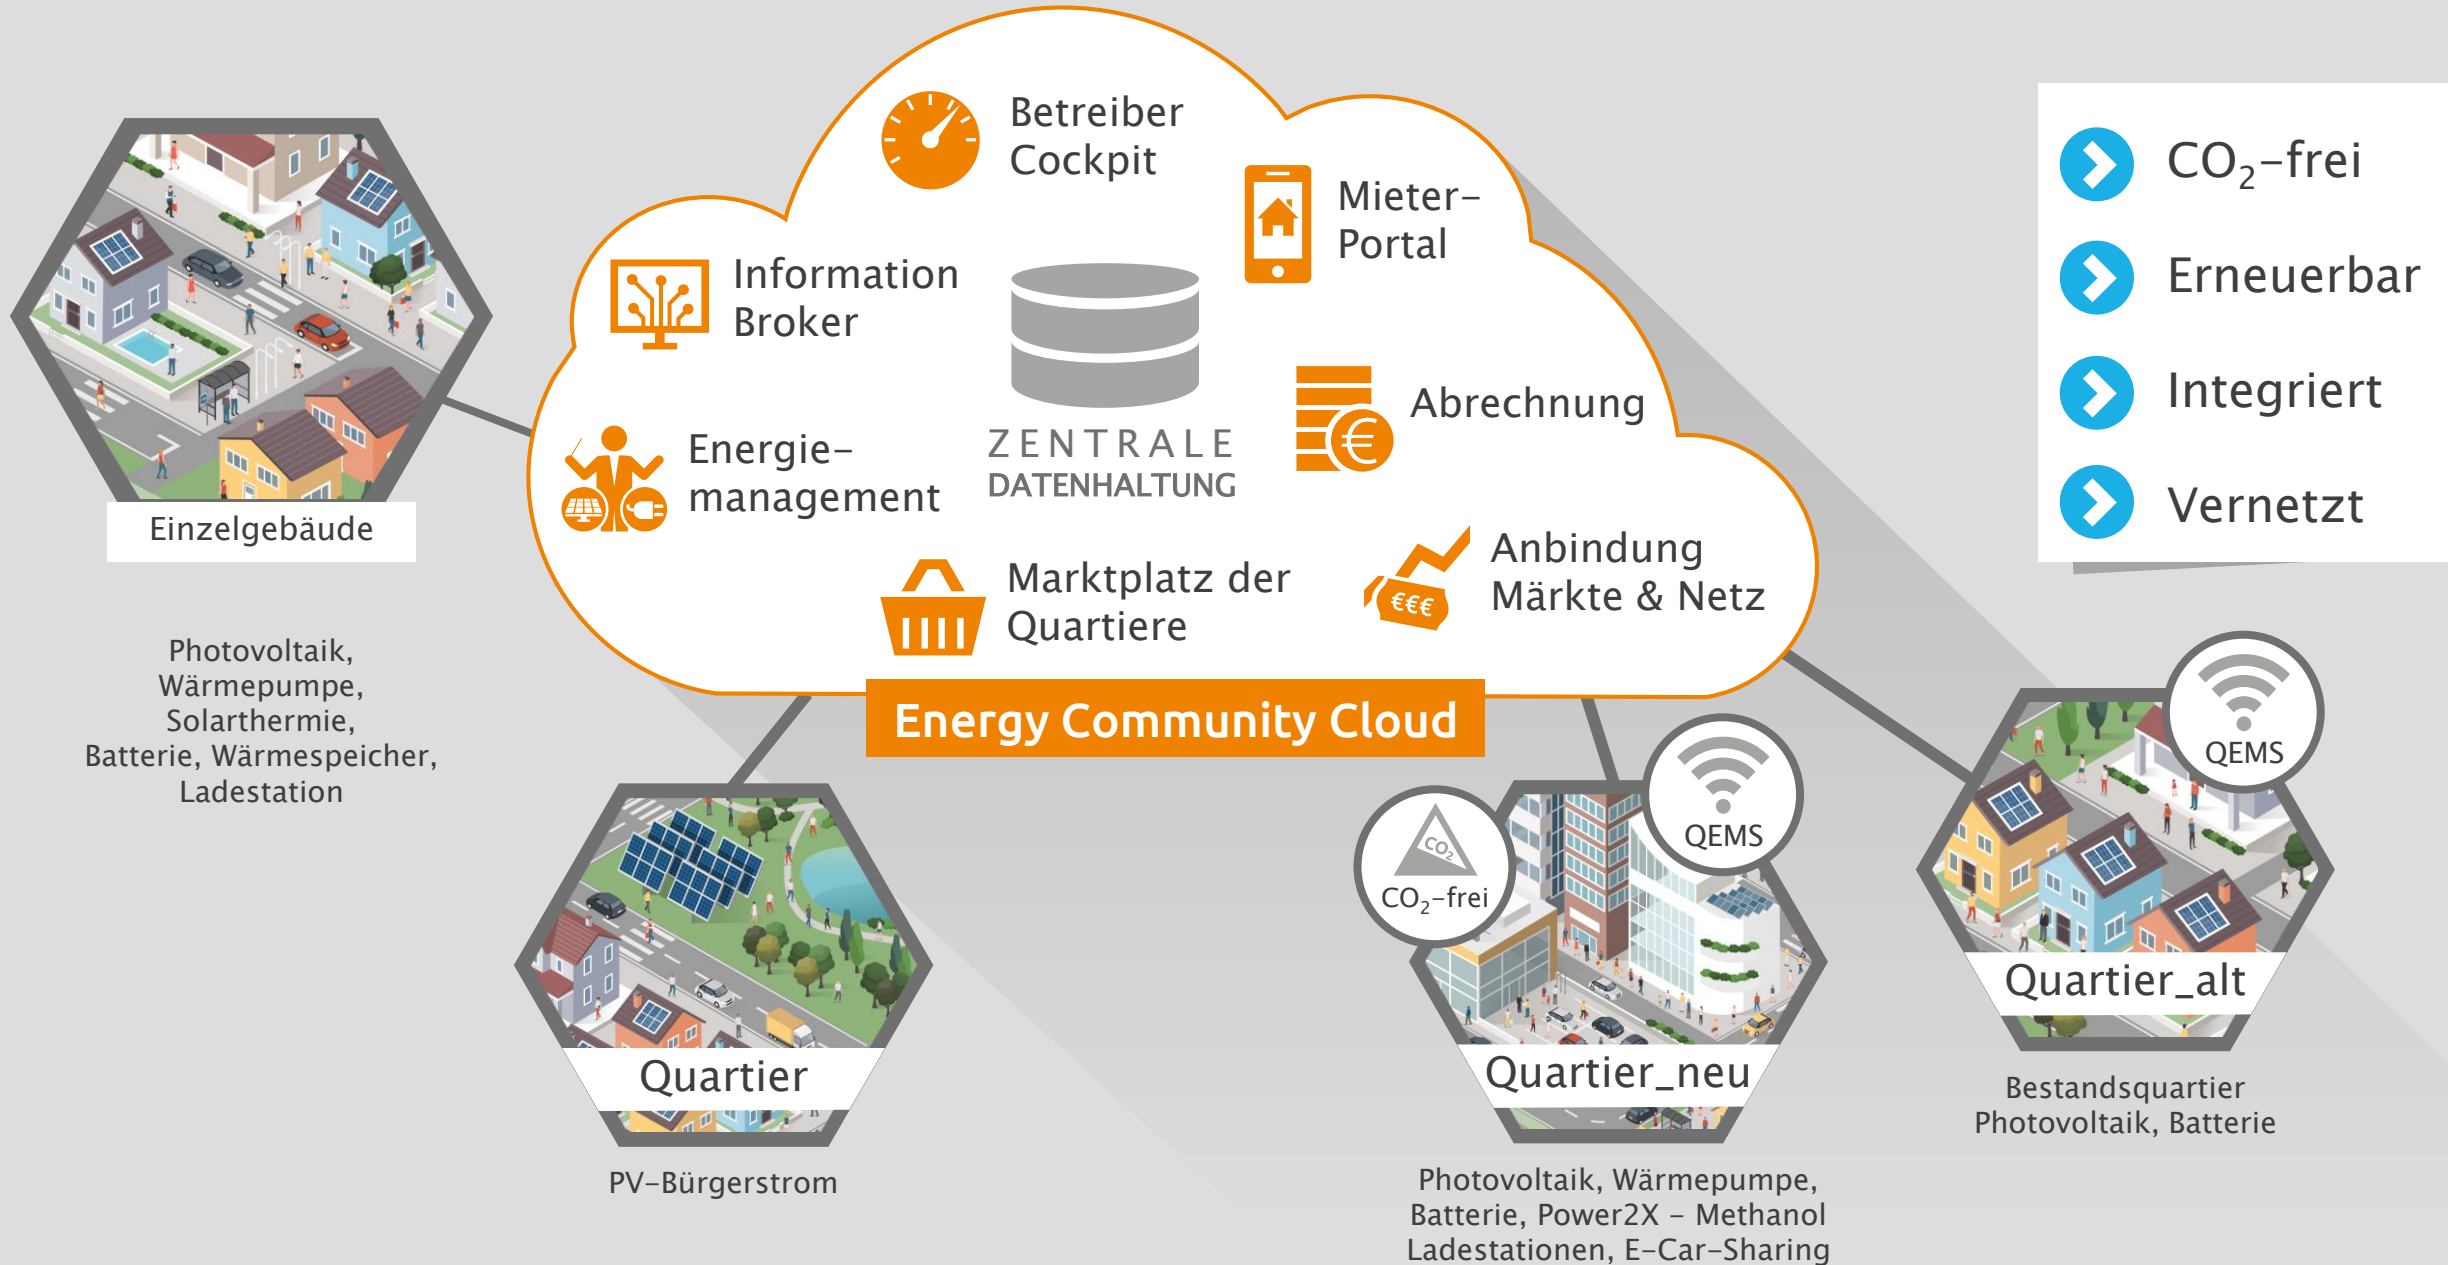 Betreiber
Cockpit
Mieter-
Portal
Information
Broker
ZENTRALE
DATENHALTUNG
Abrechnung
€
Energie-
management
Anbindung
Märkte & Netz
€€€
Marktplatz der
Quartiere
Energy Community Cloud
CO₂-frei
Erneuerbar
Integriert
Vernetzt
Einzelgebäude
Photovoltaik,
Wärmepumpe,
Solarthermie,
Batterie, Wärmespeicher,
Ladestation
Quartier
PV-Bürgerstrom
CO₂
CO₂-frei
QEMS
Quartier_neu
Photovoltaik, Wärmepumpe,
Batterie, Power2X - Methanol
Ladestationen, E-Car-Sharing
QEMS
Quartier_alt
Bestandsquartier
Photovoltaik, Batterie